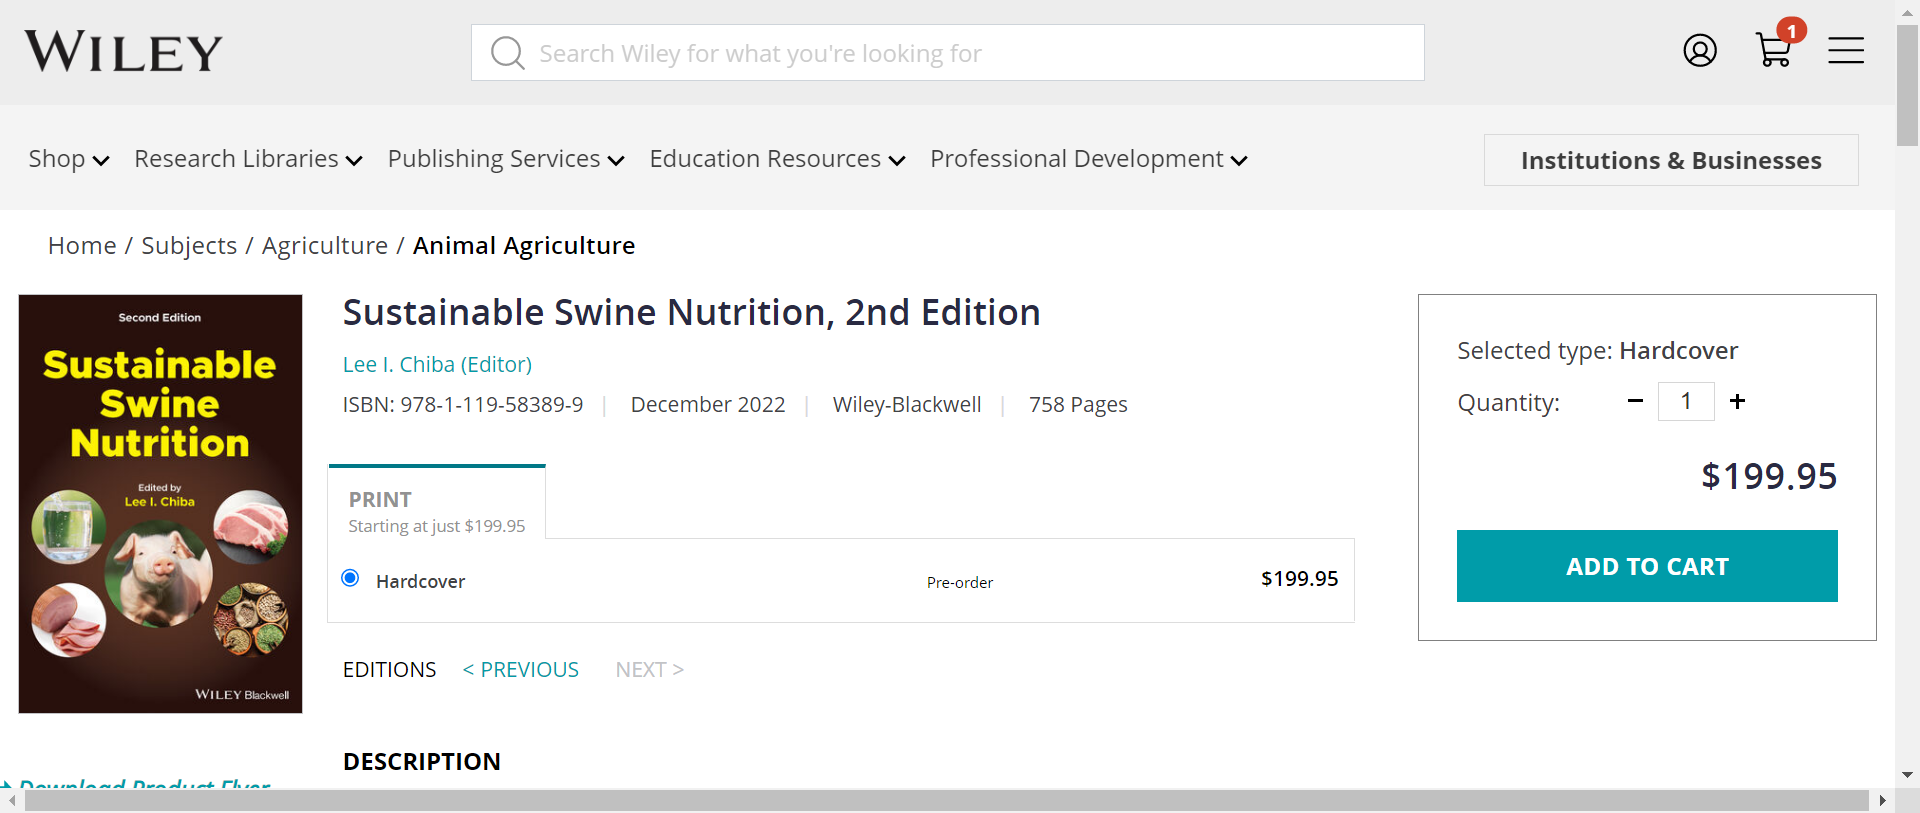 WILEY
Search Wiley for what you're looking for
1
Shop
Research Libraries
Publishing Services
Education Resources
Professional Development
Institutions & Businesses
Home / Subjects / Agriculture / Animal Agriculture
Second Edition
Sustainable
Swine
Nutrition
Edited by
Lee I. Chiba
WILEY Blackwell
Download Product Flyer
Sustainable Swine Nutrition, 2nd Edition
Lee I. Chiba (Editor)
ISBN: 978-1-119-58389-9 | December 2022 | Wiley-Blackwell | 758 Pages
PRINT
Starting at just $199.95
Hardcover Pre-order $199.95
EDITIONS < PREVIOUS NEXT >
DESCRIPTION
Selected type: Hardcover
Quantity: − 1 +
$199.95
ADD TO CART